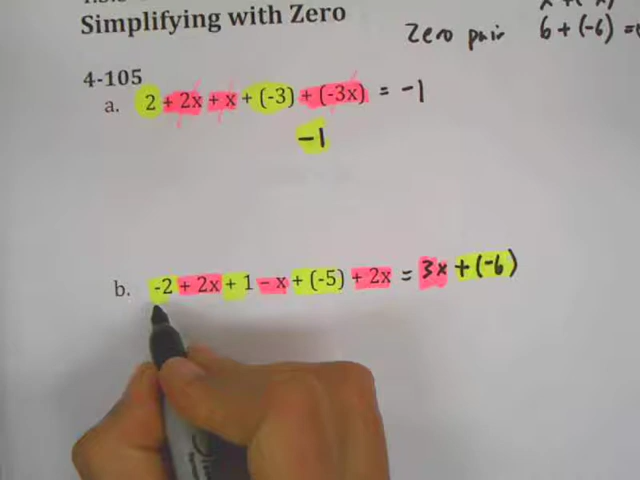 Simplifying with Zero
Zero pair 6 + (-6) =
4-105
a. 2 + 2x + x + (-3) + (-3x) = -1
-1
b. -2 + 2x + 1 - x + (-5) + 2x = 3x + (-6)